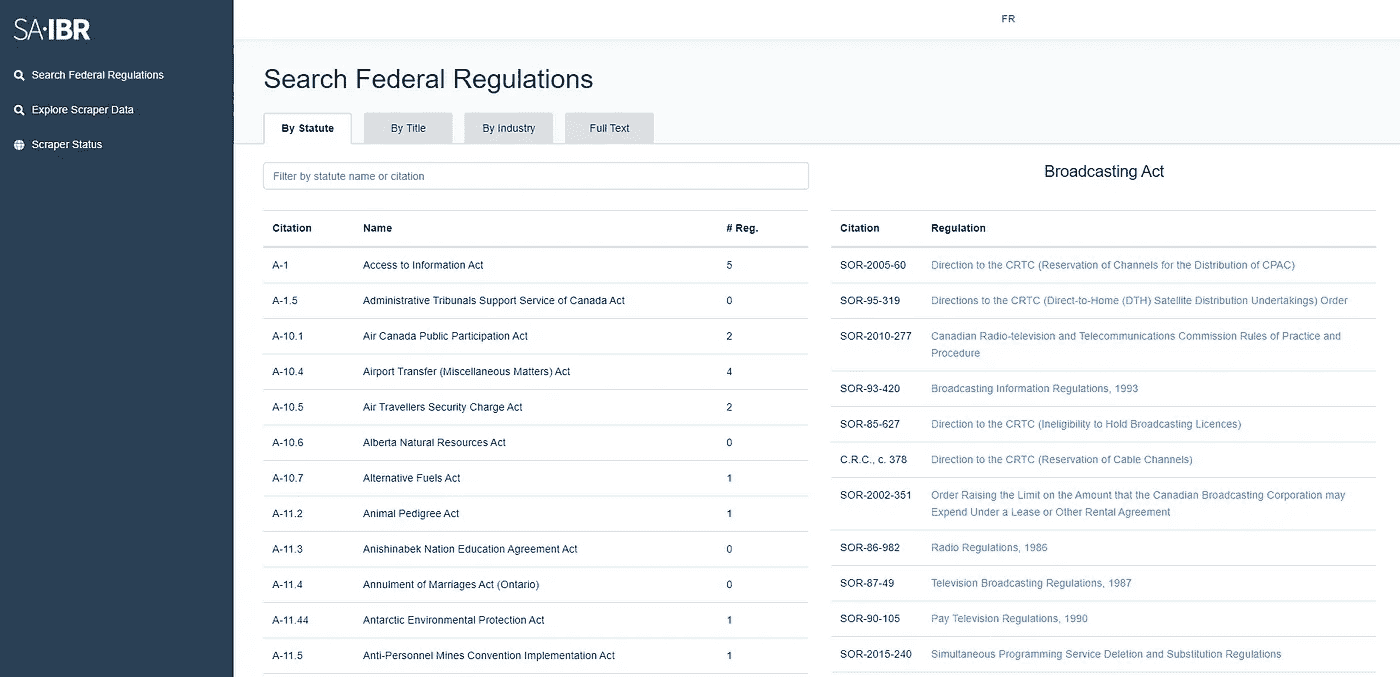 SA·IBR
Search Federal Regulations
Explore Scraper Data
Scraper Status
FR
Search Federal Regulations
By Statute By Title By Industry Full Text
Filter by statute name or citation
Citation Name # Reg.
A-1 Access to Information Act 5
A-1.5 Administrative Tribunals Support Service of Canada Act 0
A-10.1 Air Canada Public Participation Act 2
A-10.4 Airport Transfer (Miscellaneous Matters) Act 4
A-10.5 Air Travellers Security Charge Act 2
A-10.6 Alberta Natural Resources Act 0
A-10.7 Alternative Fuels Act 1
A-11.2 Animal Pedigree Act 1
A-11.3 Anishinabek Nation Education Agreement Act 0
A-11.4 Annulment of Marriages Act (Ontario) 0
A-11.44 Antarctic Environmental Protection Act 1
A-11.5 Anti-Personnel Mines Convention Implementation Act 1
Broadcasting Act
Citation Regulation
SOR-2005-60 Direction to the CRTC (Reservation of Channels for the Distribution of CPAC)
SOR-95-319 Directions to the CRTC (Direct-to-Home (DTH) Satellite Distribution Undertakings) Order
SOR-2010-277 Canadian Radio-television and Telecommunications Commission Rules of Practice and
Procedure
SOR-93-420 Broadcasting Information Regulations, 1993
SOR-85-627 Direction to the CRTC (Ineligibility to Hold Broadcasting Licences)
C.R.C., c. 378 Direction to the CRTC (Reservation of Cable Channels)
SOR-2002-351 Order Raising the Limit on the Amount that the Canadian Broadcasting Corporation may
Expend Under a Lease or Other Rental Agreement
SOR-86-982 Radio Regulations, 1986
SOR-87-49 Television Broadcasting Regulations, 1987
SOR-90-105 Pay Television Regulations, 1990
SOR-2015-240 Simultaneous Programming Service Deletion and Substitution Regulations